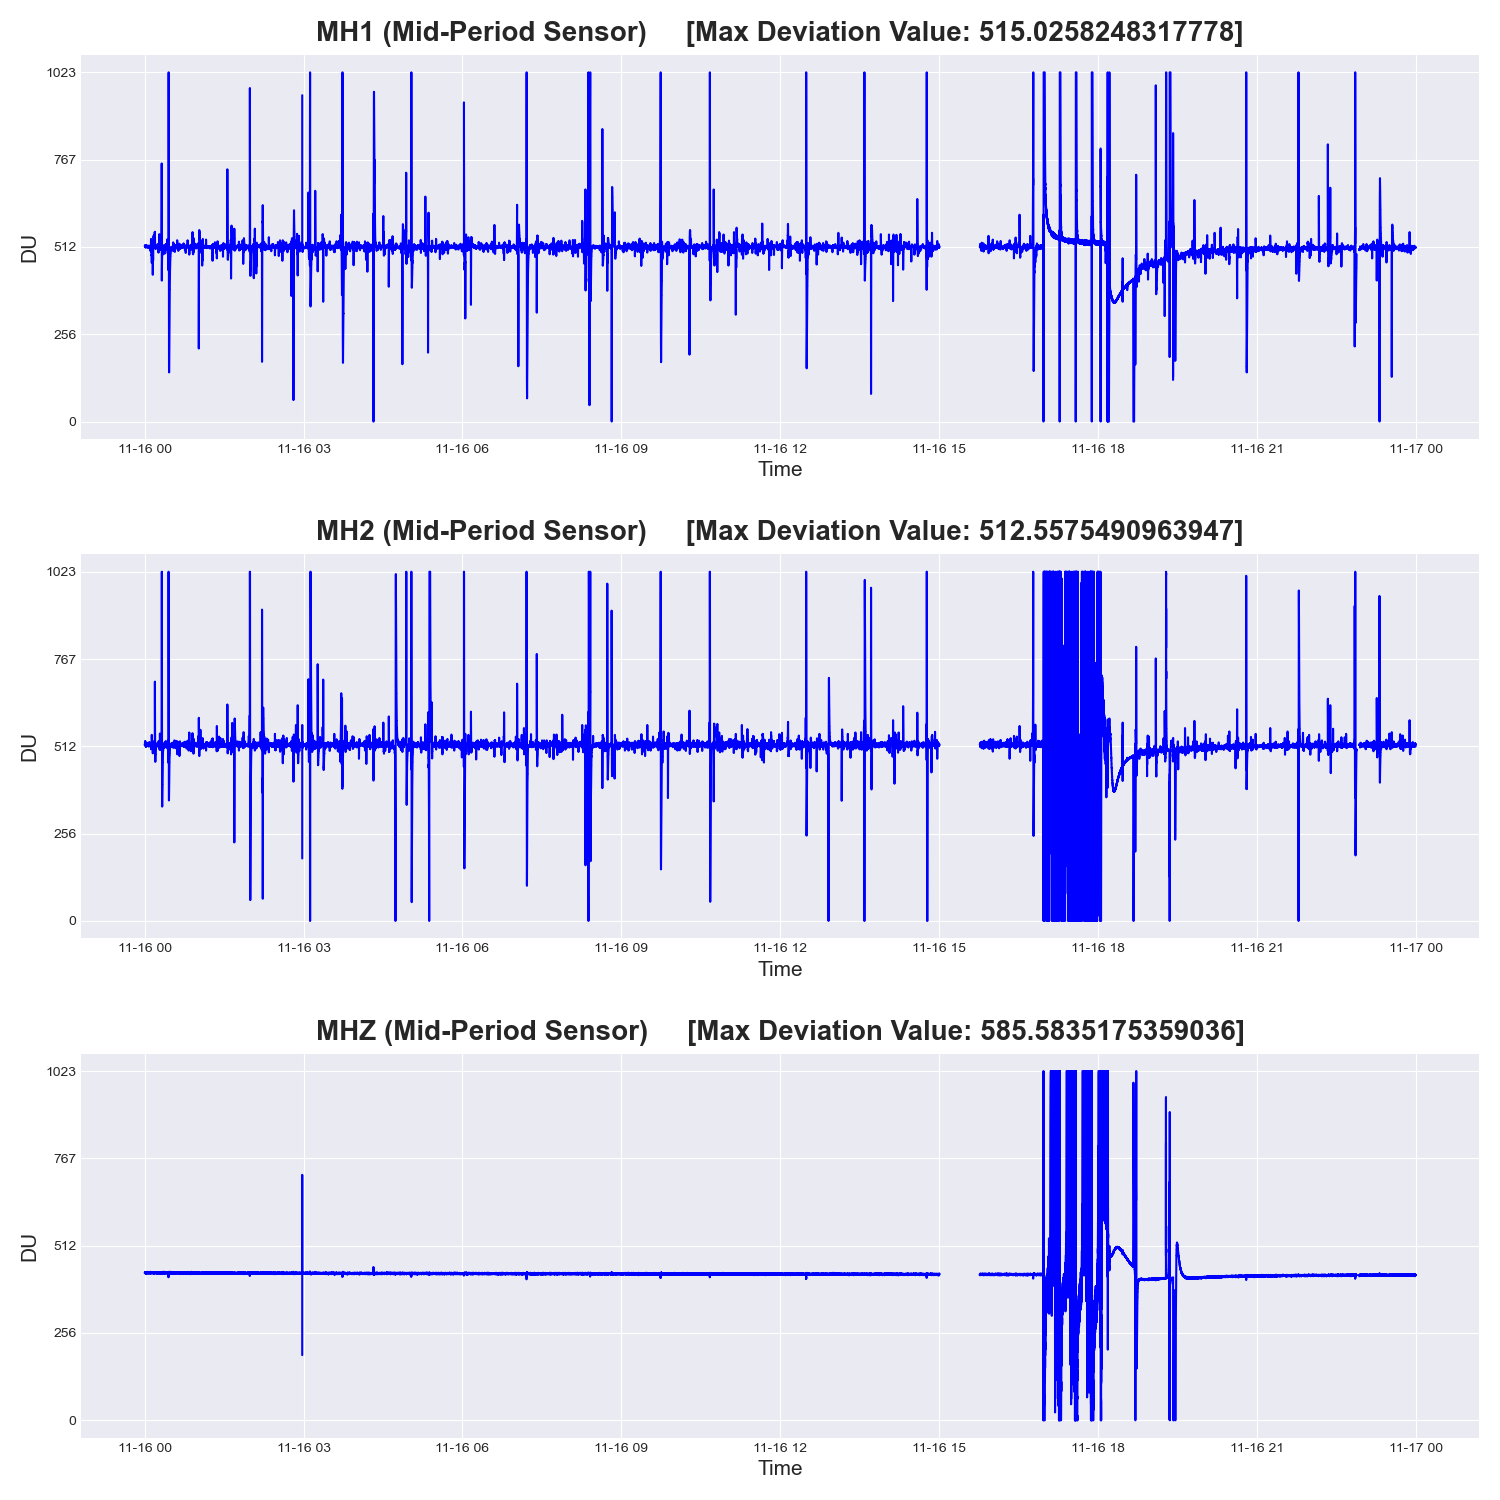 MH1 (Mid-Period Sensor) [Max Deviation Value: 515.0258248317778]
1023
767
512
256
0
DU
11-16 00 11-16 03 11-16 06 11-16 09 11-16 12 11-16 15 11-16 18 11-16 21 11-17 00
Time
MH2 (Mid-Period Sensor) [Max Deviation Value: 512.5575490963947]
1023
767
512
256
0
DU
11-16 00 11-16 03 11-16 06 11-16 09 11-16 12 11-16 15 11-16 18 11-16 21 11-17 00
Time
MHZ (Mid-Period Sensor) [Max Deviation Value: 585.5835175359036]
1023
767
512
256
0
DU
11-16 00 11-16 03 11-16 06 11-16 09 11-16 12 11-16 15 11-16 18 11-16 21 11-17 00
Time